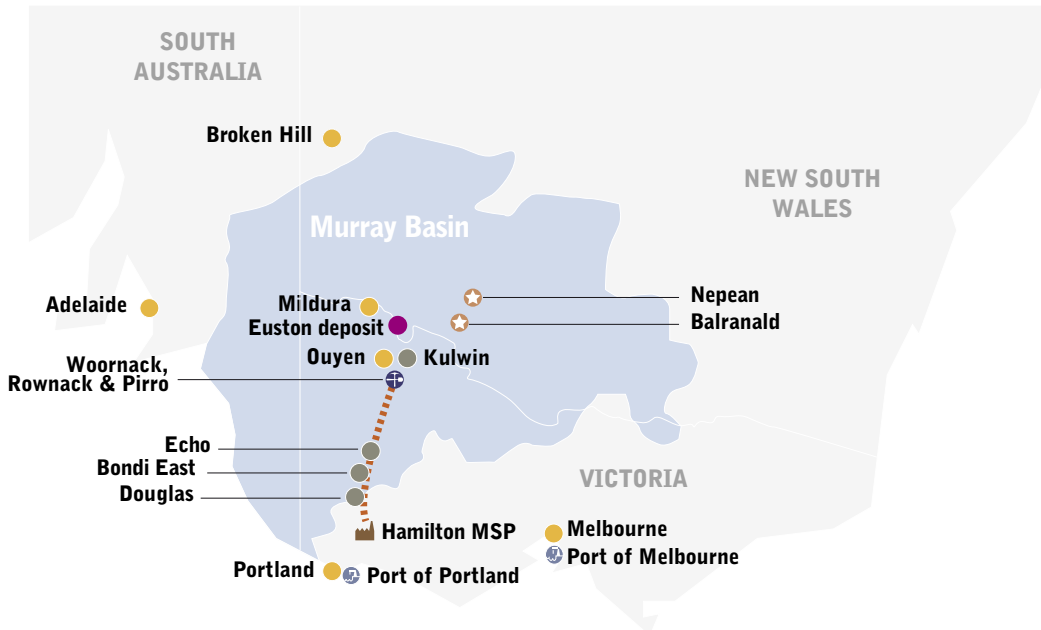 SOUTH
AUSTRALIA
Broken Hill
NEW SOUTH
WALES
Murray Basin
Adelaide
Mildura
Nepean
Euston deposit
Balranald
Ouyen
Kulwin
Woornack,
Rownack & Pirro
Echo
Bondi East
VICTORIA
Douglas
Hamilton MSP
Melbourne
Port of Melbourne
Portland
Port of Portland